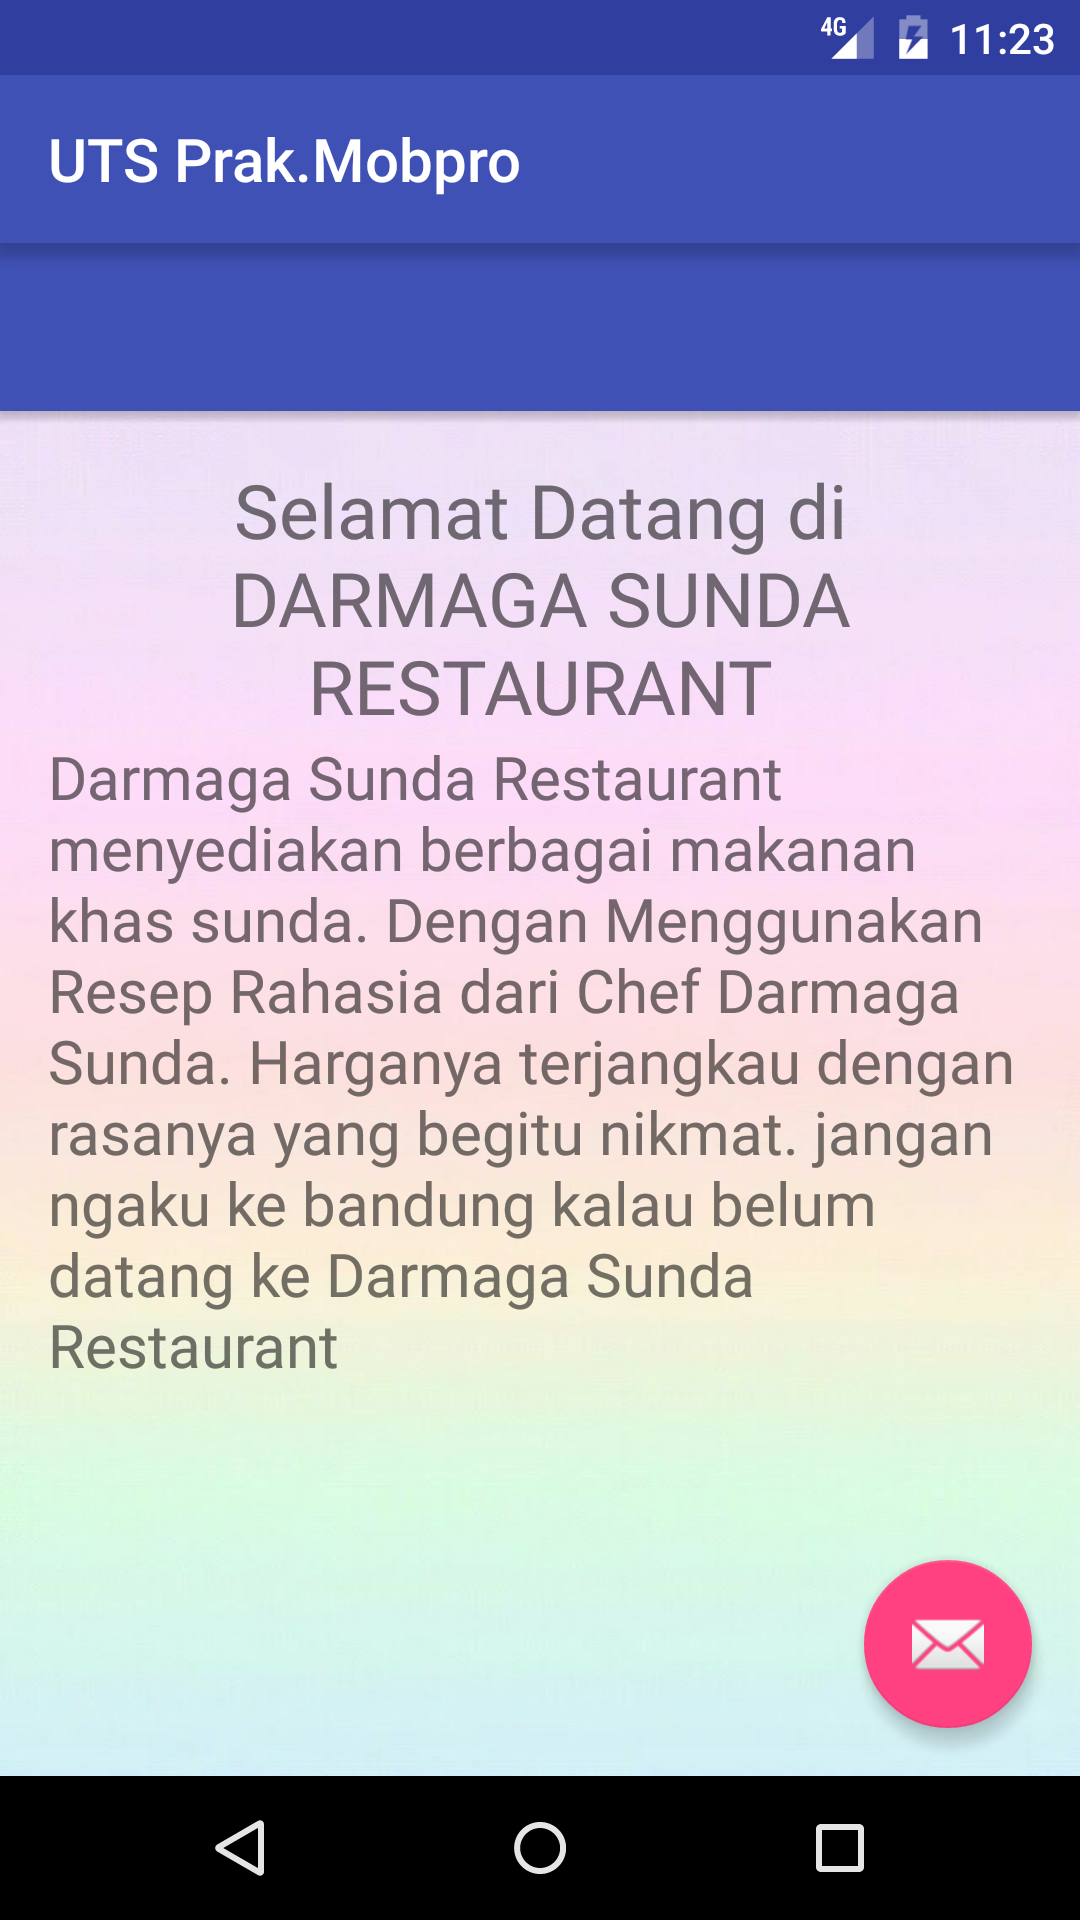 4G 11:23
UTS Prak.Mobpro
Selamat Datang di
DARMAGA SUNDA
RESTAURANT
Darmaga Sunda Restaurant
menyediakan berbagai makanan
khas sunda. Dengan Menggunakan
Resep Rahasia dari Chef Darmaga
Sunda. Harganya terjangkau dengan
rasanya yang begitu nikmat. jangan
ngaku ke bandung kalau belum
datang ke Darmaga Sunda
Restaurant